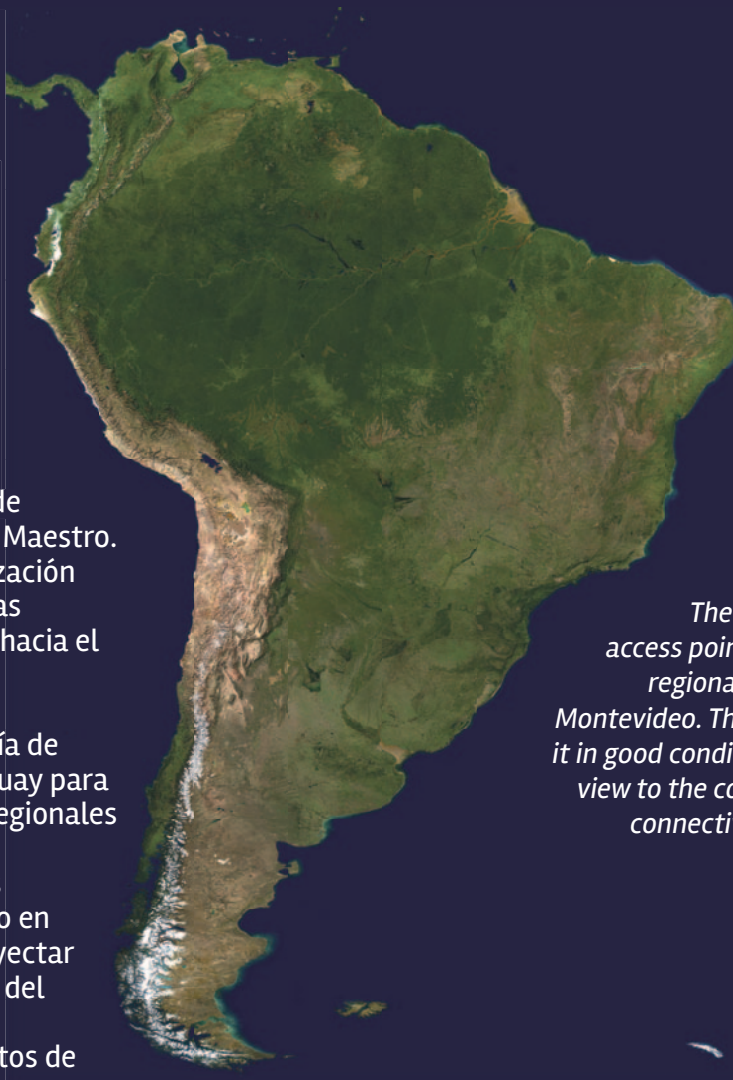 de
Maestro.
zación
as
hacia el
ía de
uay para
egionales
o en
yectar
del
tos de
The
access poin
regiona
Montevideo. Th
it in good condi
view to the co
connecti